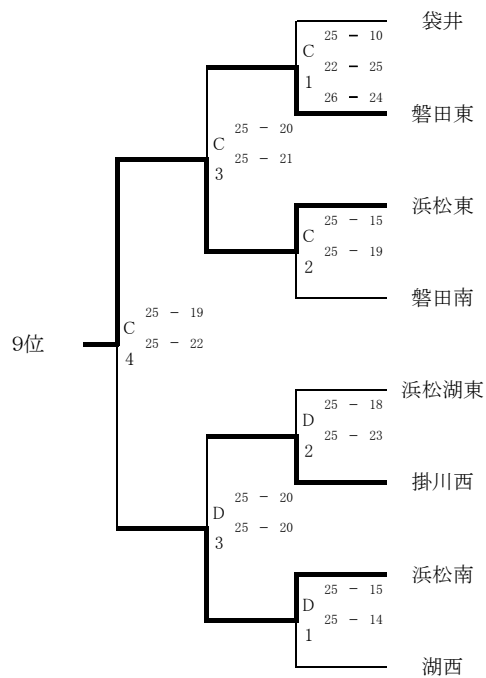 袋井
25 － 10
C
22 － 25
1
26 － 24
磐田東
25 － 20
C
25 － 21
3
浜松東
25 － 15
C
25 － 19
2
磐田南
25 － 19
C
9位
25 － 22
4
浜松湖東
25 － 18
D
25 － 23
2
掛川西
25 － 20
D
25 － 20
3
浜松南
25 － 15
D
25 － 14
1
湖西